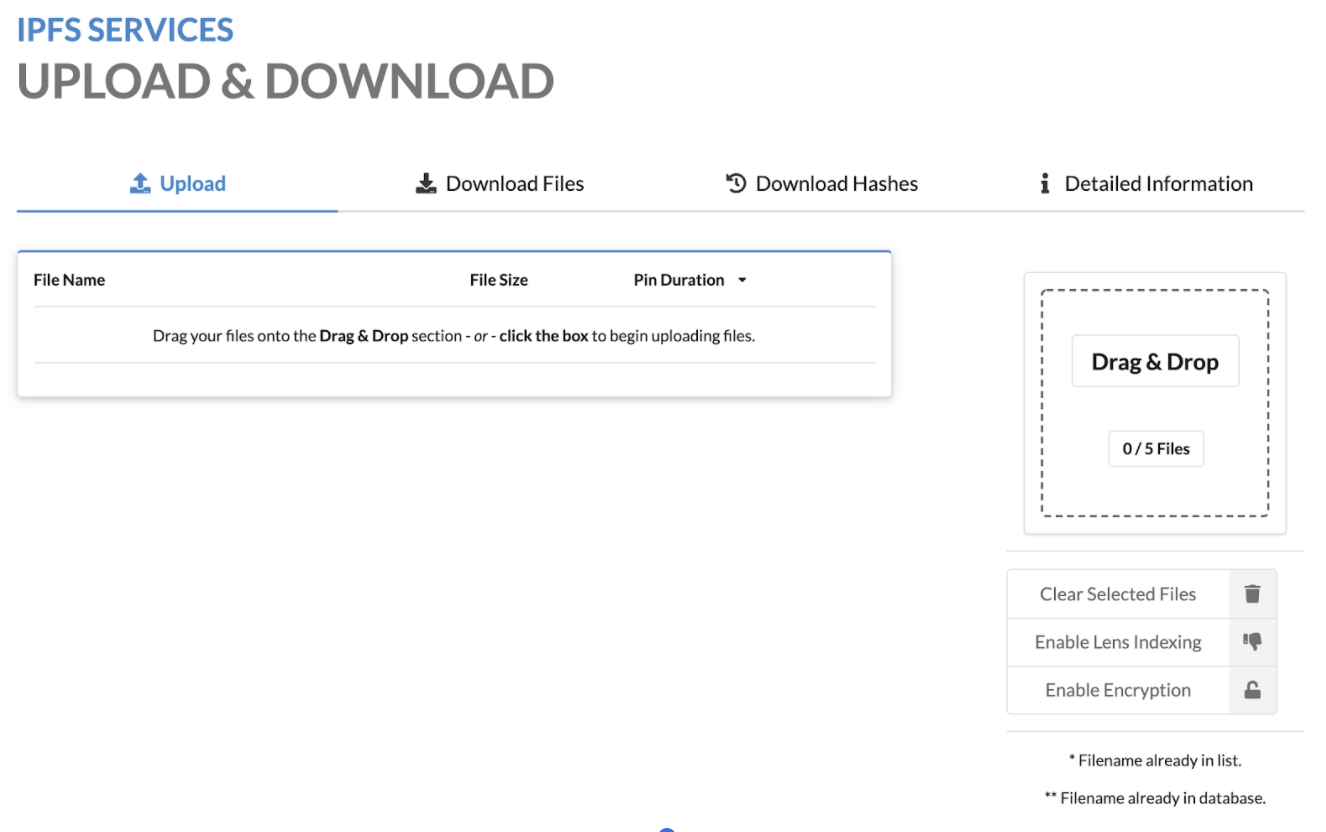 IPFS SERVICES
UPLOAD & DOWNLOAD
Upload
Download Files
Download Hashes
Detailed Information
File Name
File Size
Pin Duration
Drag your files onto the Drag & Drop section - or - click the box to begin uploading files.
Drag & Drop
0 / 5 Files
Clear Selected Files
Enable Lens Indexing
Enable Encryption
* Filename already in list.
** Filename already in database.